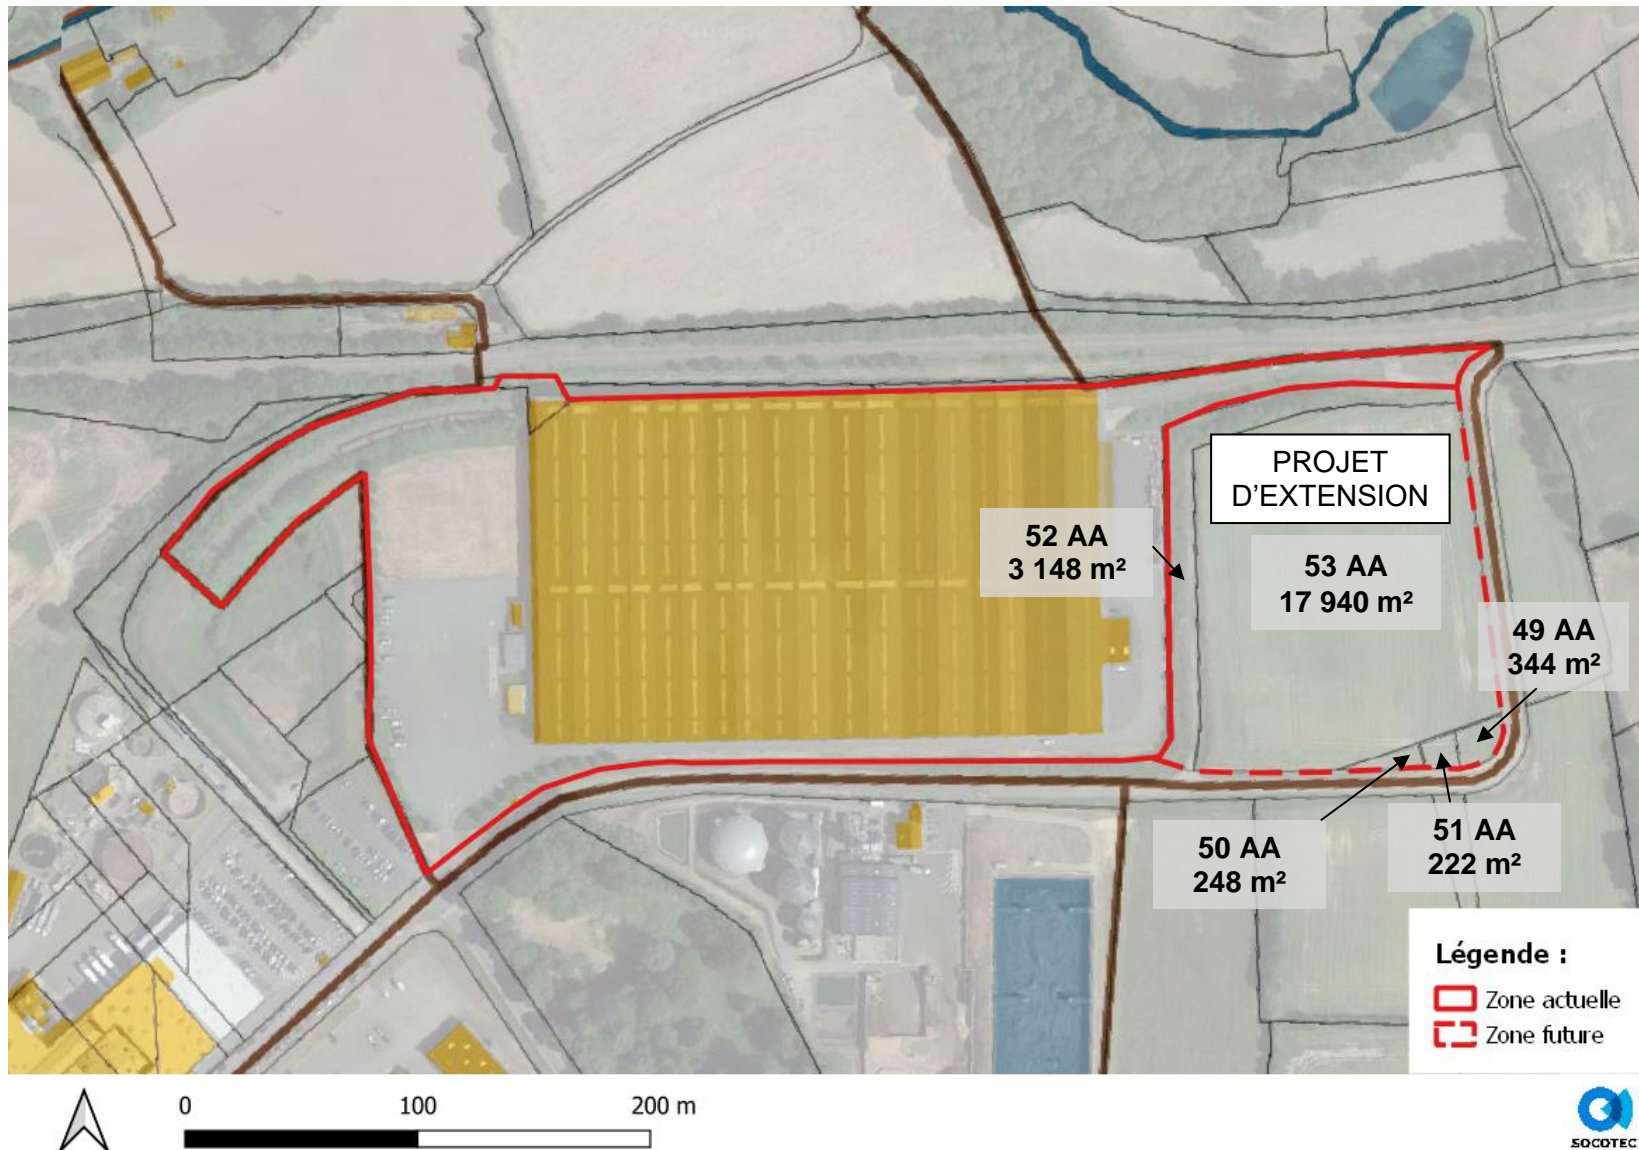 PROJET
D'EXTENSION
52 AA
3 148 m²
53 AA
17 940 m²
49 AA
344 m²
50 AA
248 m²
51 AA
222 m²
Légende :
Zone actuelle
Zone future
0 100 200 m
SOCOTEC